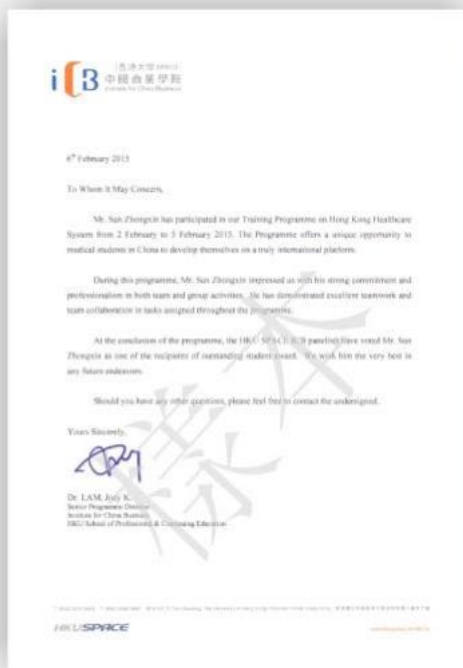 iCB
香港大學 SPACE
中國商業學院
Institute for China Business
6th February 2015
To Whom It May Concern,
Mr. Sun Zhongxin has participated in our Training Programme on Hong Kong Healthcare
System from 2 February to 5 February 2015. The Programme offers a unique opportunity to
medical students in China to develop themselves on a truly international platform.
During this programme, Mr. Sun Zhongxin impressed us with his strong commitment and
professionalism in both team and group activities. He has demonstrated excellent teamwork and
team collaboration in tasks assigned throughout the programme.
At the conclusion of the programme, the HKU SPACE ICB panelists have voted Mr. Sun
Zhongxin as one of the recipients of outstanding student award. We wish him the very best in
any future endeavors.
Should you have any other questions, please feel free to contact the undersigned.
Yours Sincerely,
Dr. LAM, Joey K.
Senior Programme Director
Institute for China Business
HKU School of Professional & Continuing Education
樣本
HKUSPACE